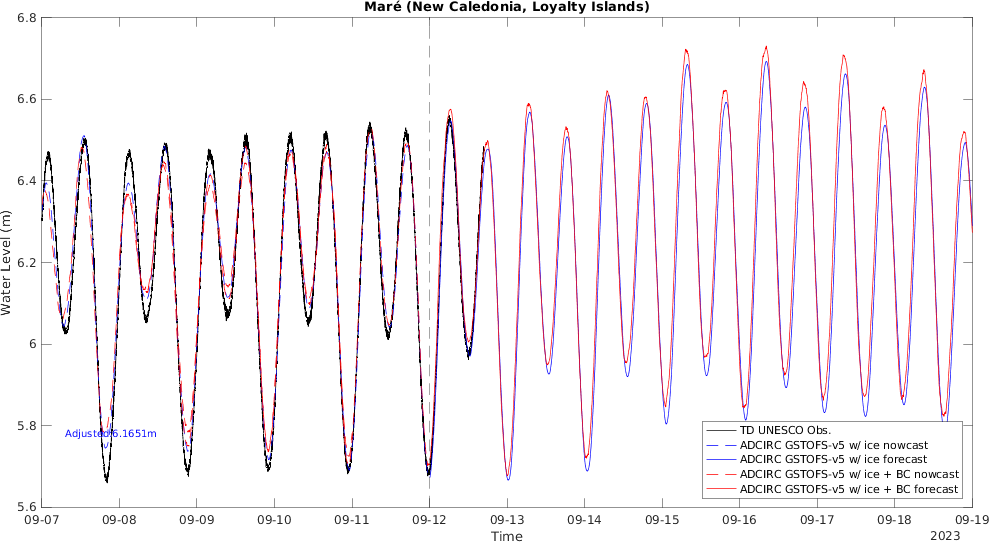 Maré (New Caledonia, Loyalty Islands)
6.8
6.6
6.4
6.2
6
5.8
5.6
Water Level (m)
Adjusted 6.1651m
TD UNESCO Obs.
ADCIRC GSTOFS-v5 w/ ice nowcast
ADCIRC GSTOFS-v5 w/ ice forecast
ADCIRC GSTOFS-v5 w/ ice + BC nowcast
ADCIRC GSTOFS-v5 w/ ice + BC forecast
09-07 09-08 09-09 09-10 09-11 09-12 09-13 09-14 09-15 09-16 09-17 09-18 09-19
Time
2023